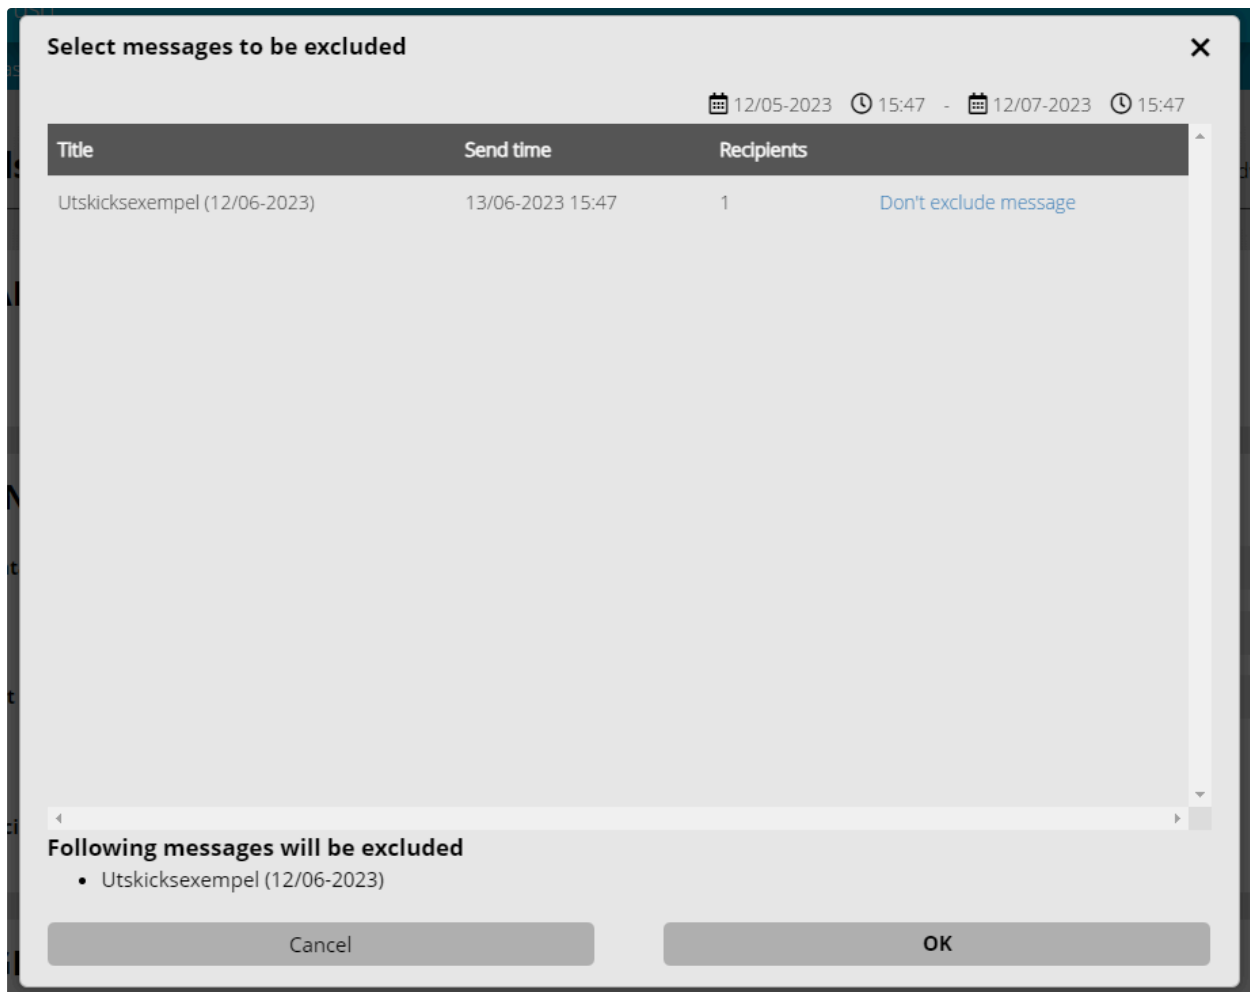 Select messages to be excluded
12/05-2023 15:47 - 12/07-2023 15:47
Title Send time Recipients
Utskicksexempel (12/06-2023) 13/06-2023 15:47 1 Don't exclude message
Following messages will be excluded
• Utskicksexempel (12/06-2023)
Cancel OK